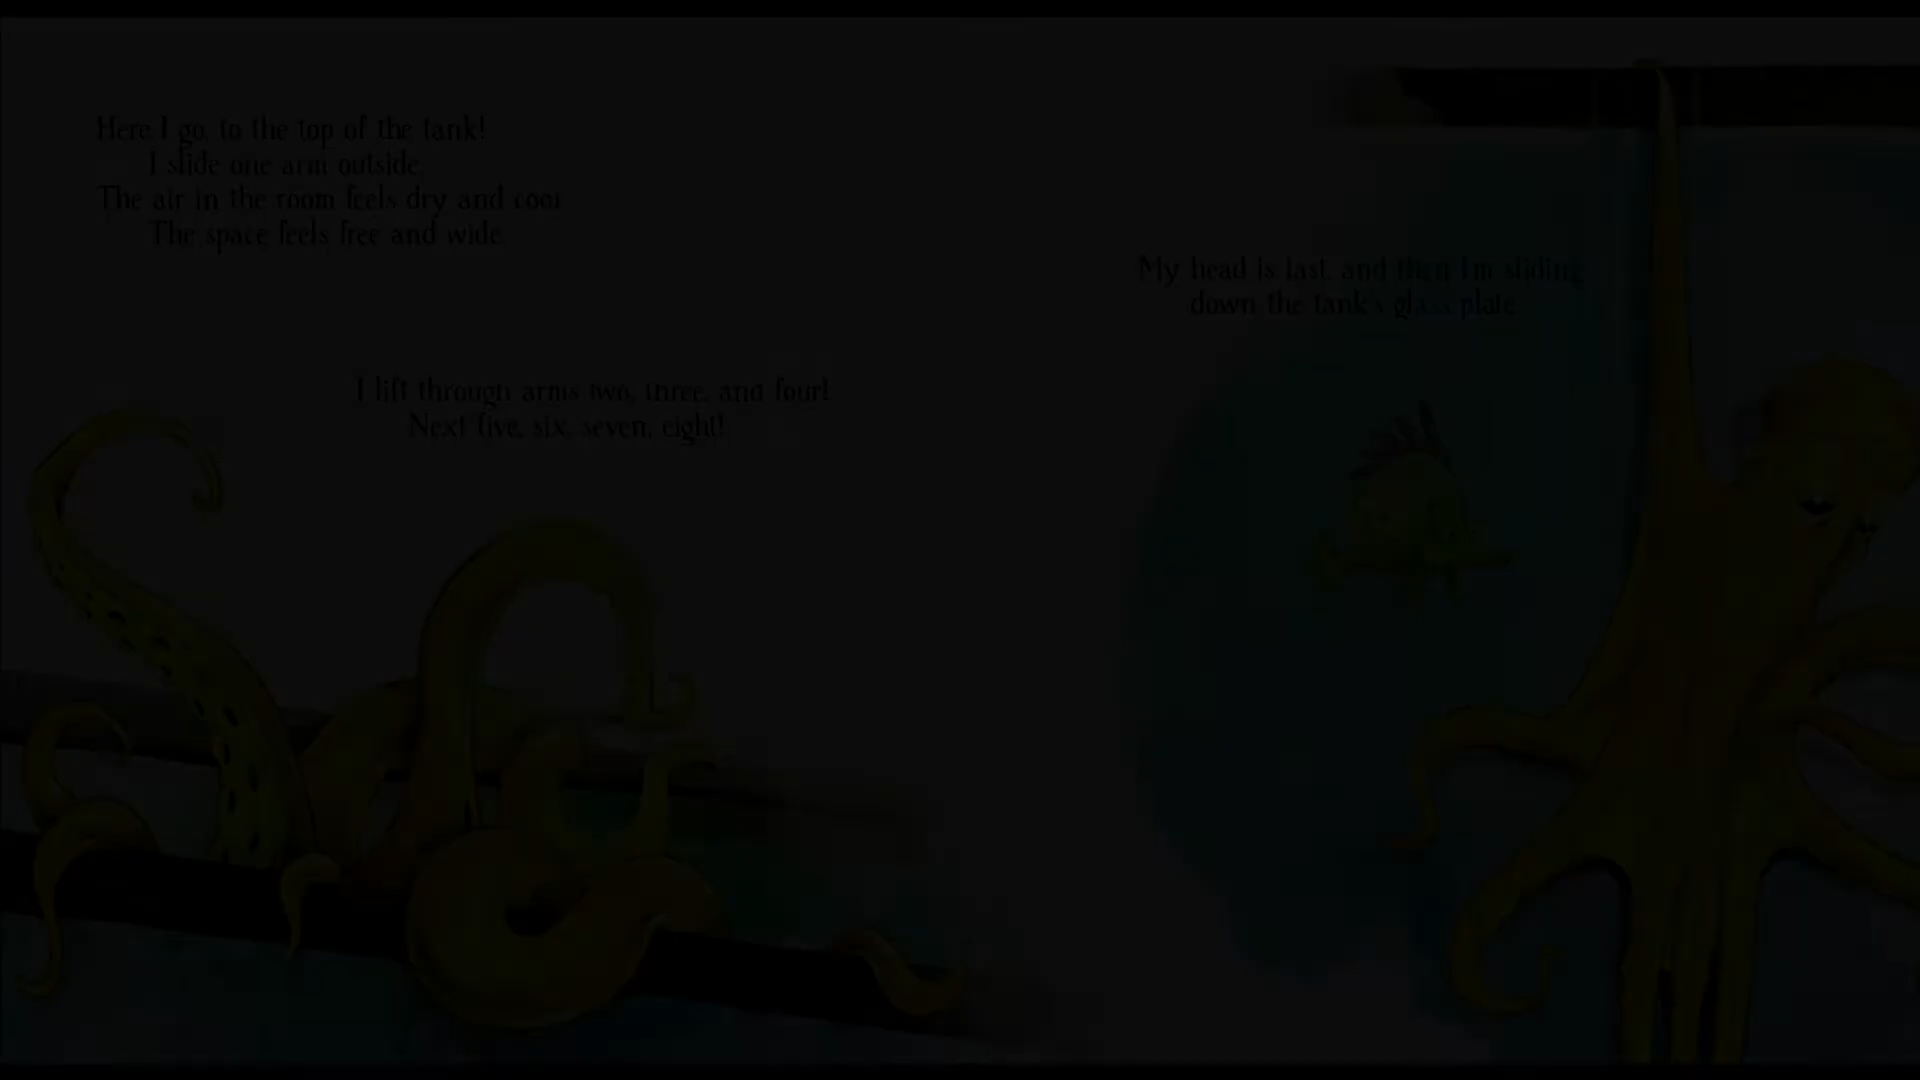 Here I go, to the top of the tank!
I slide one arm outside.
The air in the room feels dry and cool
The space feels free and wide.
I lift through arms two, three, and four!
Next five, six, seven, eight!
My head is last, and then I'm sliding
down the tank's glass plate